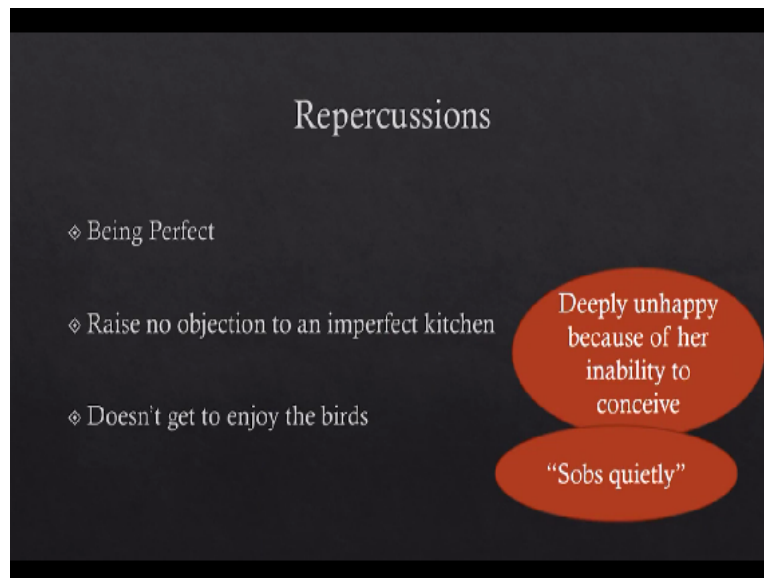 Repercussions
Being Perfect
Raise no objection to an imperfect kitchen
Doesn't get to enjoy the birds
Deeply unhappy
because of her
inability to
conceive
“Sobs quietly”